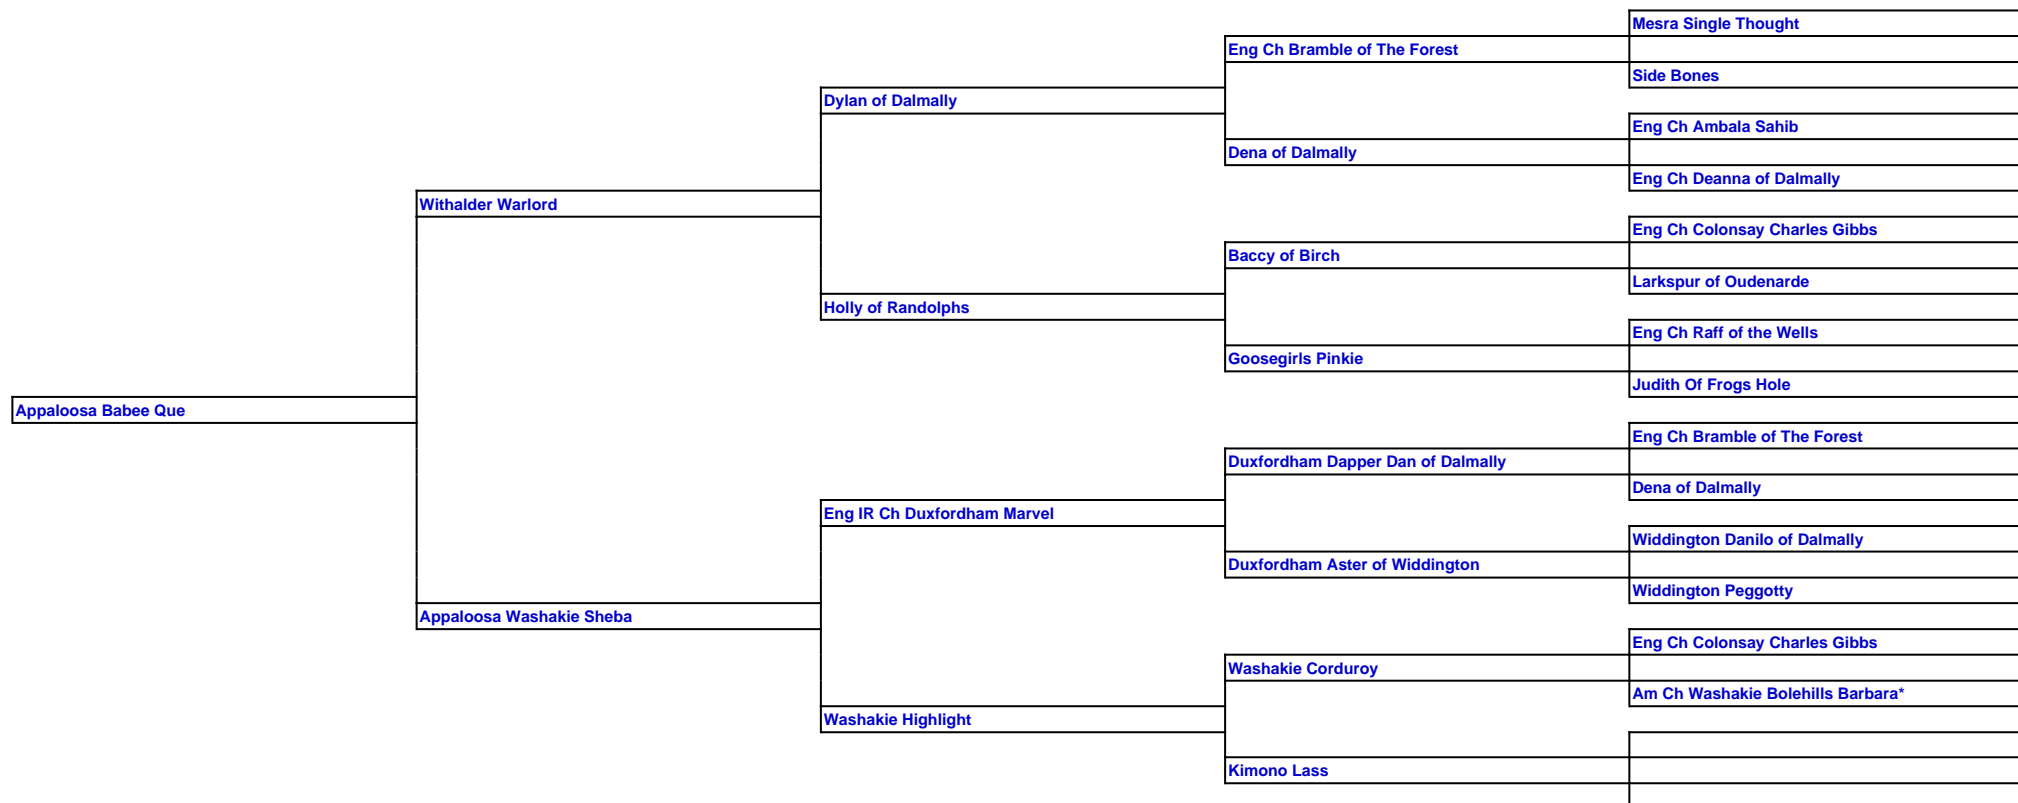 Mesra Single Thought
Eng Ch Bramble of The Forest
Side Bones
Dylan of Dalmally
Eng Ch Ambala Sahib
Dena of Dalmally
Eng Ch Deanna of Dalmally
Withalder Warlord
Eng Ch Colonsay Charles Gibbs
Baccy of Birch
Larkspur of Oudenarde
Holly of Randolphs
Eng Ch Raff of the Wells
Goosegirls Pinkie
Judith Of Frogs Hole
Appaloosa Babee Que
Eng Ch Bramble of The Forest
Duxfordham Dapper Dan of Dalmally
Dena of Dalmally
Eng IR Ch Duxfordham Marvel
Widdington Danilo of Dalmally
Duxfordham Aster of Widdington
Widdington Peggotty
Appaloosa Washakie Sheba
Eng Ch Colonsay Charles Gibbs
Washakie Corduroy
Am Ch Washakie Bolehills Barbara*
Washakie Highlight
Kimono Lass